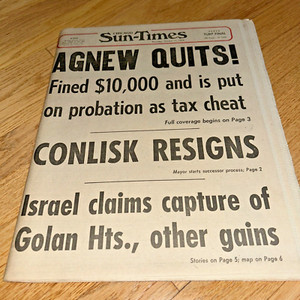 Sun-Times
AGNEW QUITS!
Fined $10,000 and is put
on probation as tax cheat
Full coverage begins on Page 3
CONLISK RESIGNS
Mayor starts successor process; Page 2
Israel claims capture of
Golan Hts., other gains
Stories on Page 5; map on Page 6